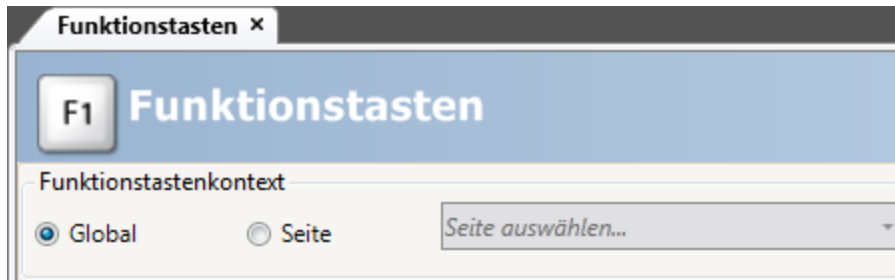 Funktionstasten ×
F1 Funktionstasten
Funktionstastenkontext
Global Seite Seite auswählen...